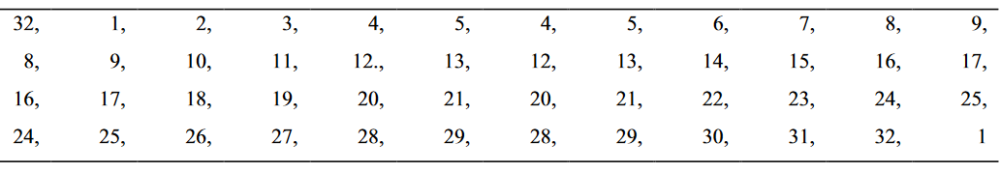 32, 1, 2, 3, 4, 5, 4, 5, 6, 7, 8, 9,
8, 9, 10, 11, 12., 13, 12, 13, 14, 15, 16, 17,
16, 17, 18, 19, 20, 21, 20, 21, 22, 23, 24, 25,
24, 25, 26, 27, 28, 29, 28, 29, 30, 31, 32, 1